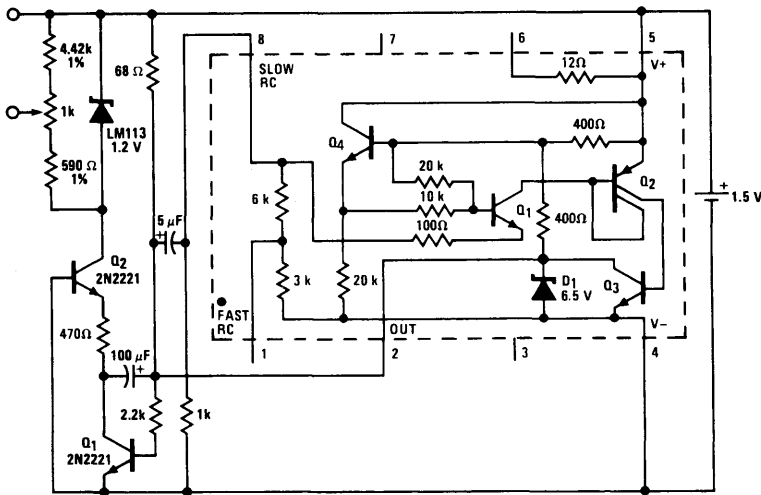 4.42k
1%
1k
590 Ω
1%
LM113
1.2 V
68 Ω
5 µF
+
Q2
2N2221
470Ω
100 µF
+
2.2k
Q1
2N2221
1k
8
7
6
5
SLOW
RC
12Ω
V+
Q4
400Ω
20 k
10 k
100Ω
Q1
Q2
400Ω
6 k
3 k
20 k
D1
6.5 V
Q3
FAST
RC
OUT
V−
1
2
3
4
+
1.5 V